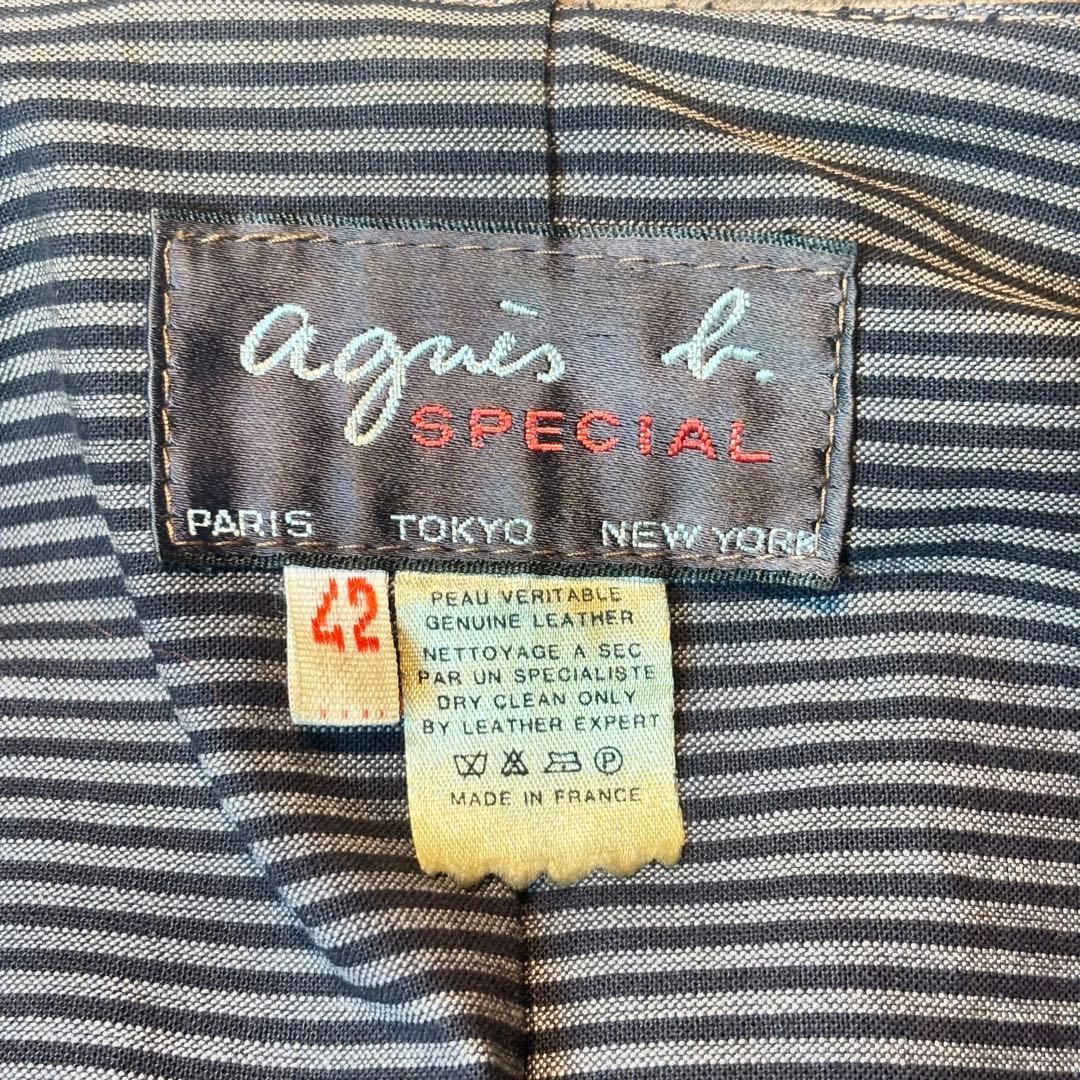 agnès b.
SPECIAL
PARIS TOKYO NEW YORK
42
PEAU VERITABLE
GENUINE LEATHER
NETTOYAGE A SEC
PAR UN SPECIALISTE
DRY CLEAN ONLY
BY LEATHER EXPERT
P
MADE IN FRANCE